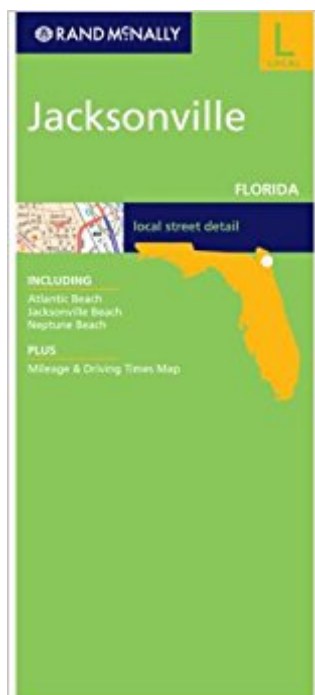 RAND McNALLY
L
LOCAL
Jacksonville
FLORIDA
local street detail
INCLUDING
Atlantic Beach
Jacksonville Beach
Neptune Beach
PLUS
Mileage & Driving Times Map